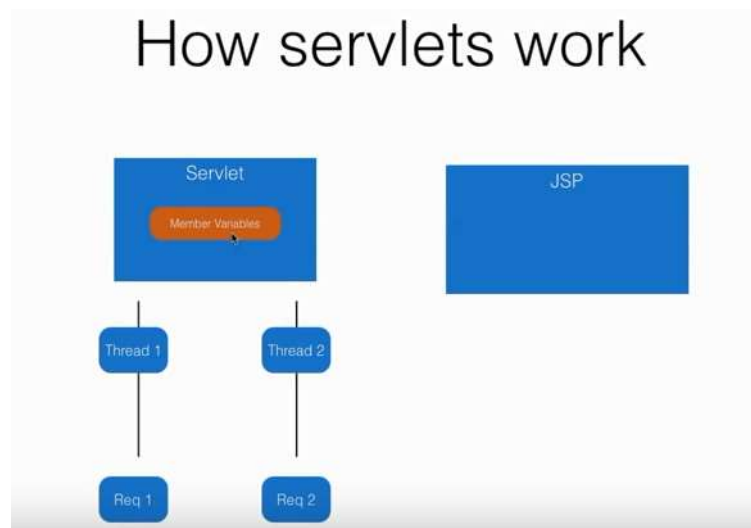 How servlets work
Servlet
Member Variables
JSP
Thread 1
Thread 2
Req 1
Req 2